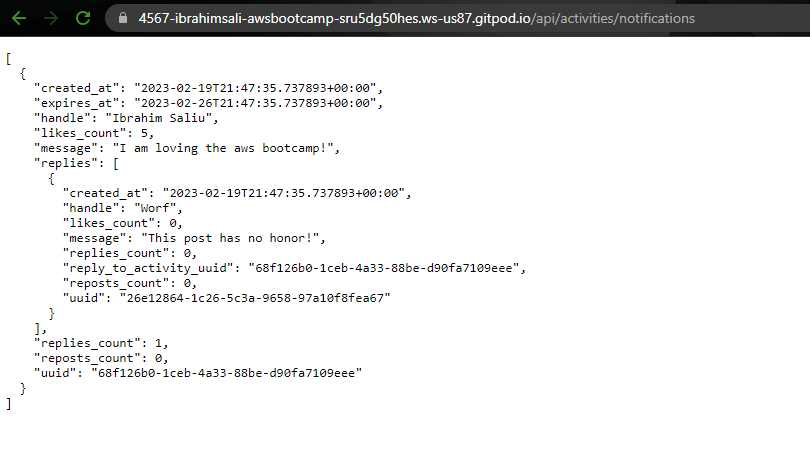 4567-ibrahimsali-awsbootcamp-sru5dg50hes.ws-us87.gitpod.io/api/activities/notifications
[
  {
    "created_at": "2023-02-19T21:47:35.737893+00:00",
    "expires_at": "2023-02-26T21:47:35.737893+00:00",
    "handle": "Ibrahim Saliu",
    "likes_count": 5,
    "message": "I am loving the aws bootcamp!",
    "replies": [
      {
        "created_at": "2023-02-19T21:47:35.737893+00:00",
        "handle": "Worf",
        "likes_count": 0,
        "message": "This post has no honor!",
        "replies_count": 0,
        "reply_to_activity_uuid": "68f126b0-1ceb-4a33-88be-d90fa7109eee",
        "reposts_count": 0,
        "uuid": "26e12864-1c26-5c3a-9658-97a10f8fea67"
      }
    ],
    "replies_count": 1,
    "reposts_count": 0,
    "uuid": "68f126b0-1ceb-4a33-88be-d90fa7109eee"
  }
]